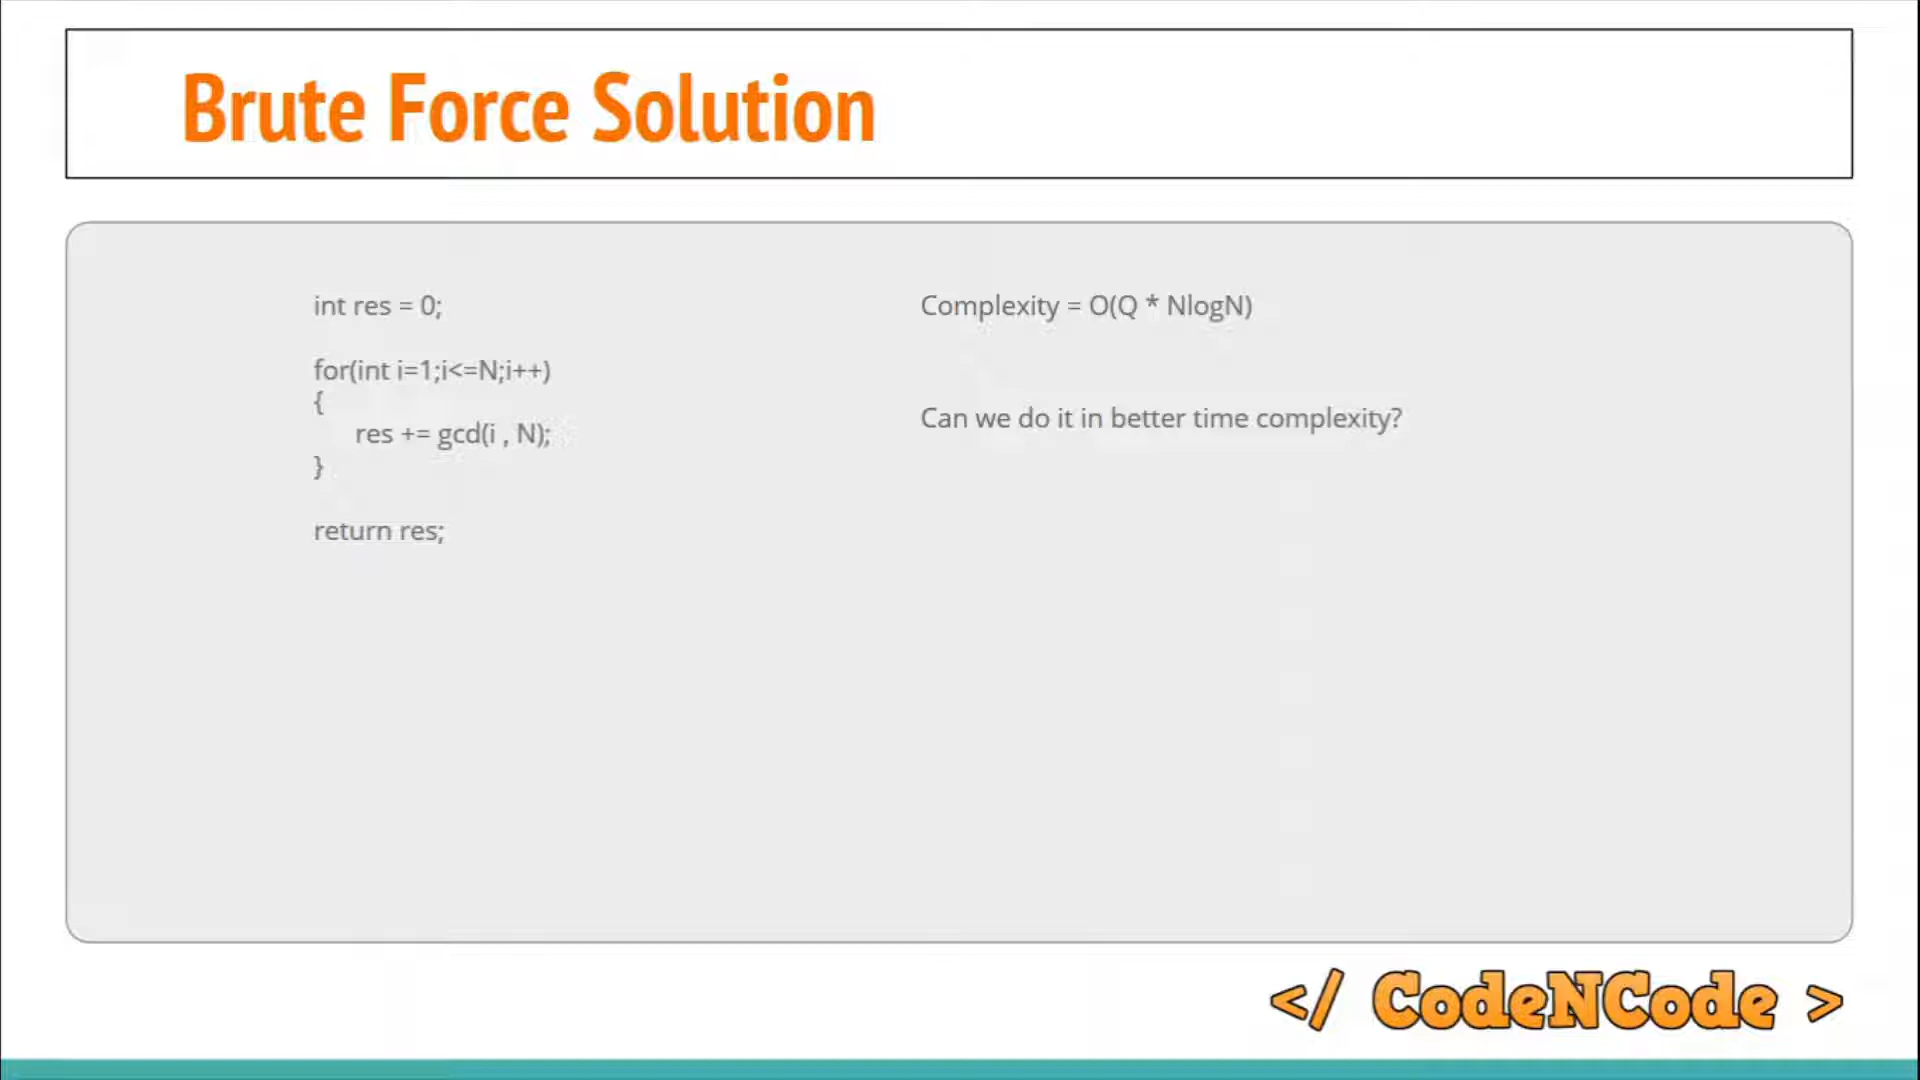 Brute Force Solution
int res = 0;
for(int i=1;i<=N;i++)
{
res += gcd(i , N);
}
return res;
Complexity = O(Q * NlogN)
Can we do it in better time complexity?
</ CodeNCode >